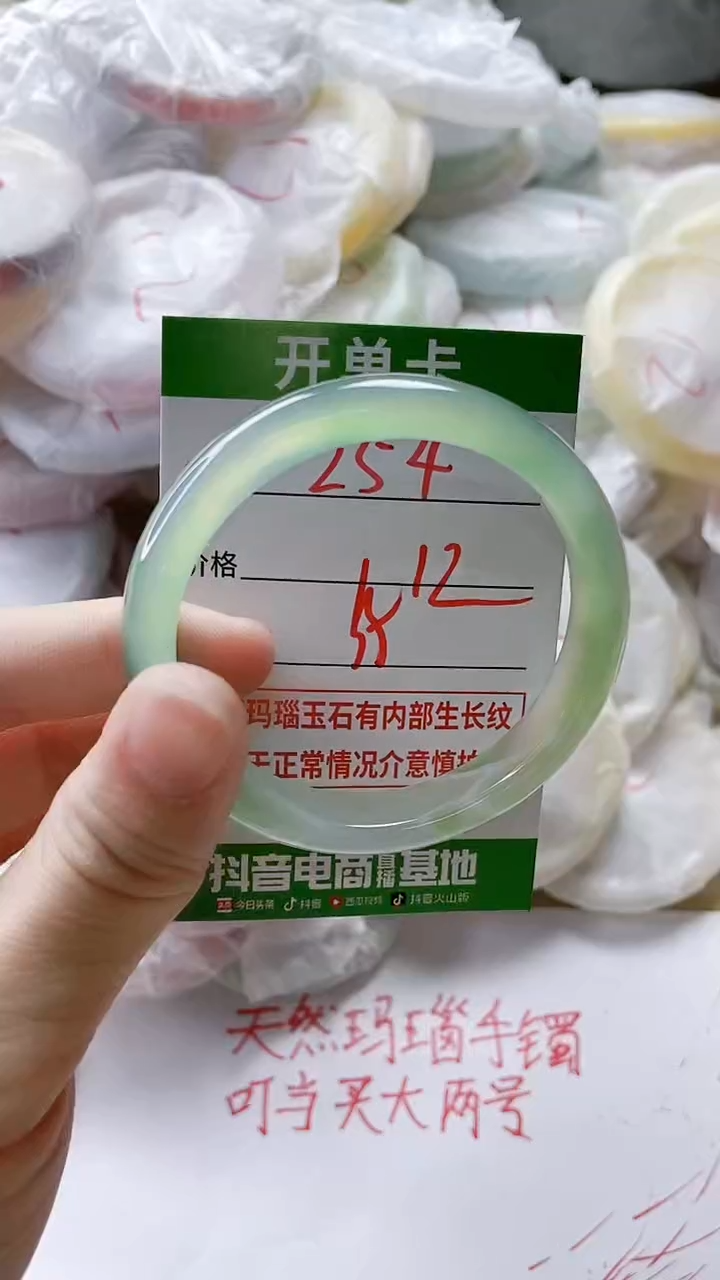 开单卡
254
价格
12
玛瑙玉石有内部生长纹
于正常情况介意慎拍
抖音电商直播基地
今日头条 抖音 西瓜视频 抖音火山版
天然玛瑙手镯
叮当买大两号